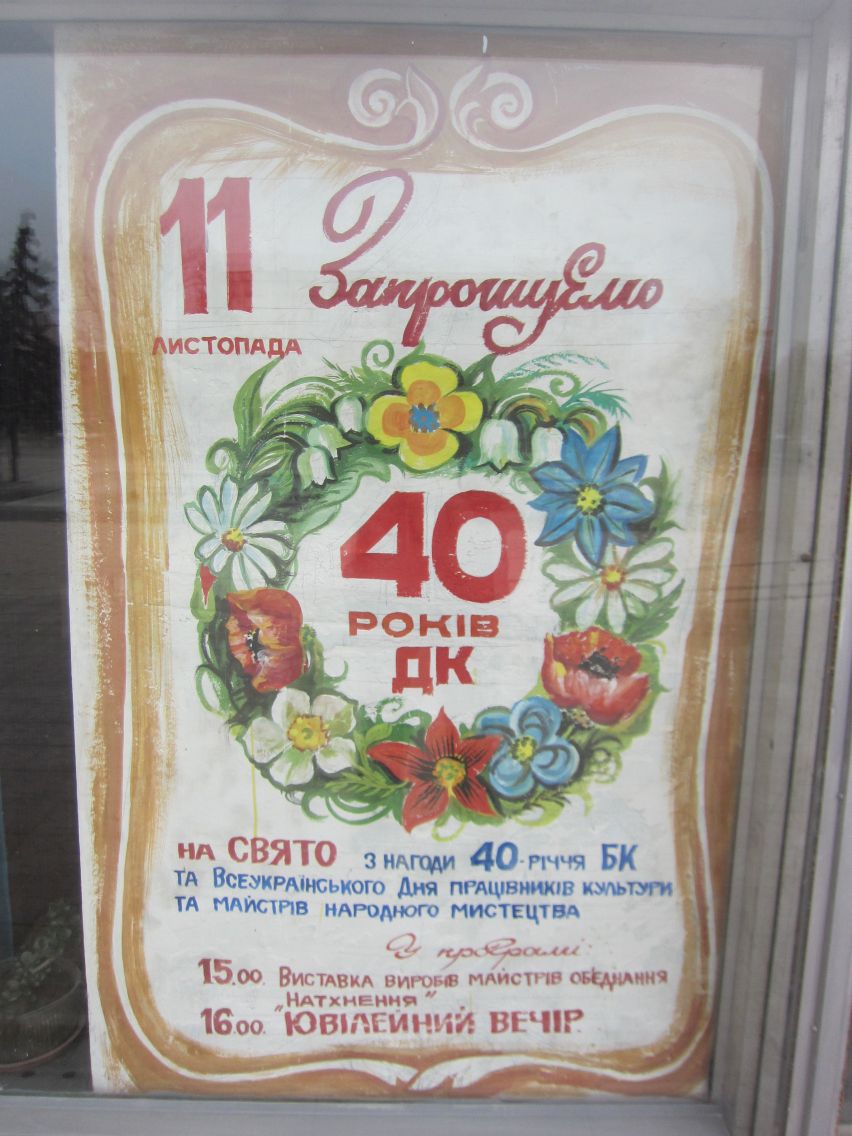 11
ЛИСТОПАДА
Запрошуємо
40
РОКІВ
ДК
НА СВЯТО З НАГОДИ 40-РІЧЧЯ БК
ТА ВСЕУКРАЇНСЬКОГО ДНЯ ПРАЦІВНИКІВ КУЛЬТУРИ
ТА МАЙСТРІВ НАРОДНОГО МИСТЕЦТВА
У програмі:
15.00. ВИСТАВКА ВИРОБІВ МАЙСТРІВ ОБ'ЄДНАННЯ
"НАТХНЕННЯ"
16.00. ЮВІЛЕЙНИЙ ВЕЧІР.